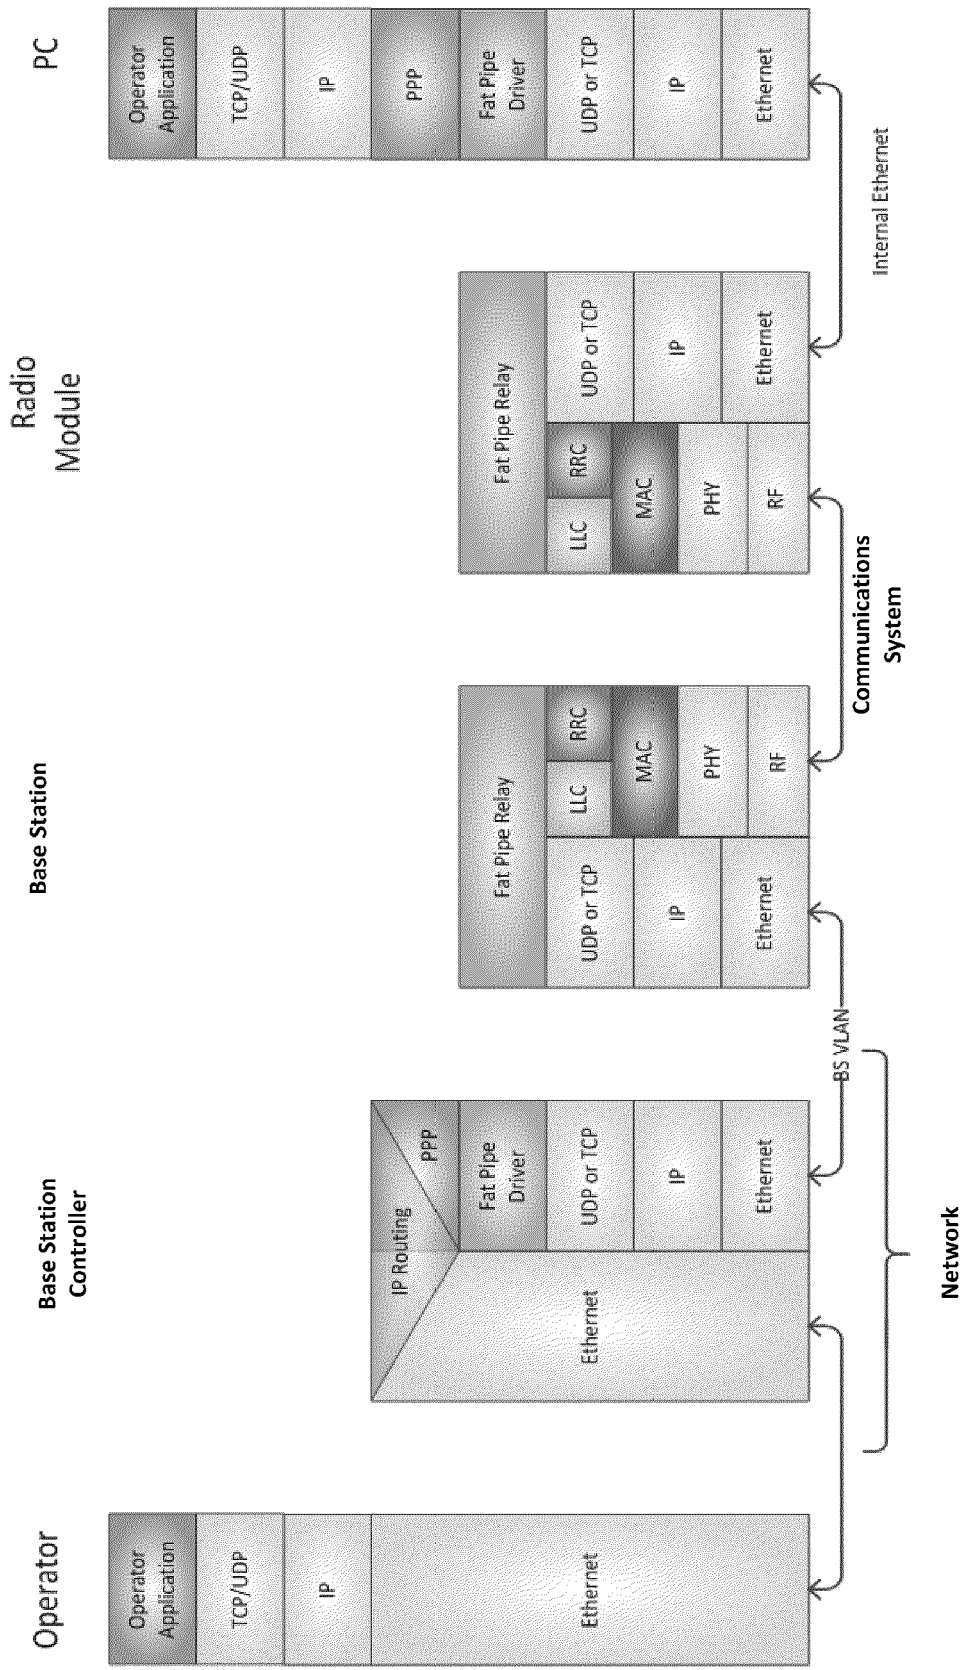 Operator
Base Station
Controller
Base Station
Radio
Module
PC
Operator
Application
TCP/UDP
IP
Ethernet
IP Routing
PPP
Ethernet
Fat Pipe
Driver
UDP or TCP
IP
Ethernet
Fat Pipe Relay
UDP or TCP
IP
Ethernet
LLC
RRC
MAC
PHY
RF
Fat Pipe Relay
LLC
RRC
MAC
PHY
RF
UDP or TCP
IP
Ethernet
Operator
Application
TCP/UDP
IP
PPP
Fat Pipe
Driver
UDP or TCP
IP
Ethernet
BS VLAN
Network
Communications
System
Internal Ethernet